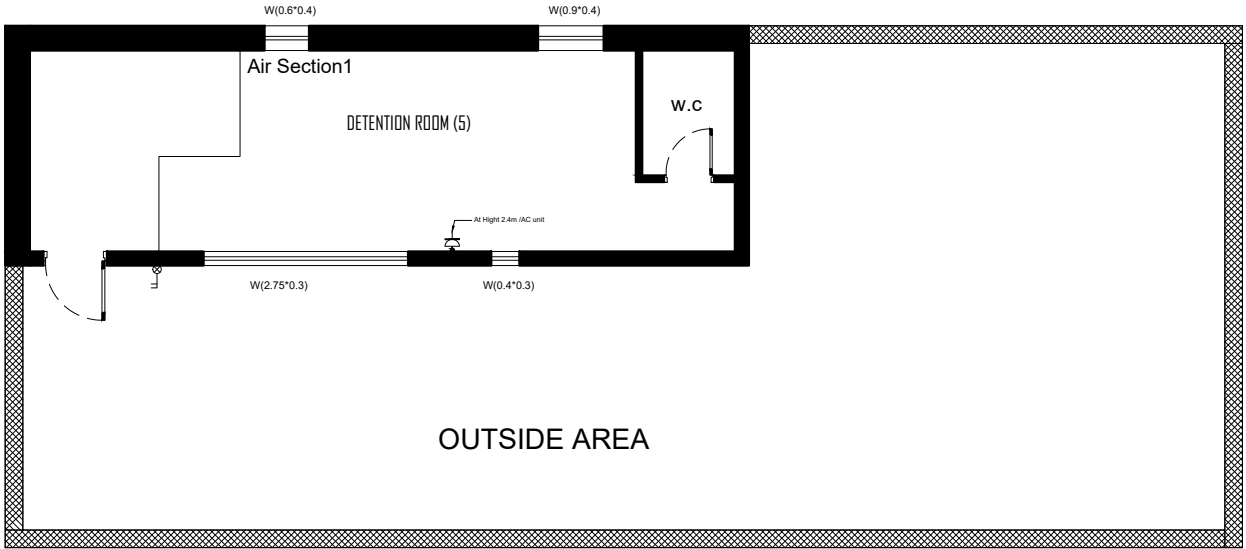 W(0.6*0.4)
W(0.9*0.4)
Air Section1
W.C
DETENTION ROOM (5)
At Hight 2.4m /AC unit
W(2.75*0.3)
W(0.4*0.3)
OUTSIDE AREA